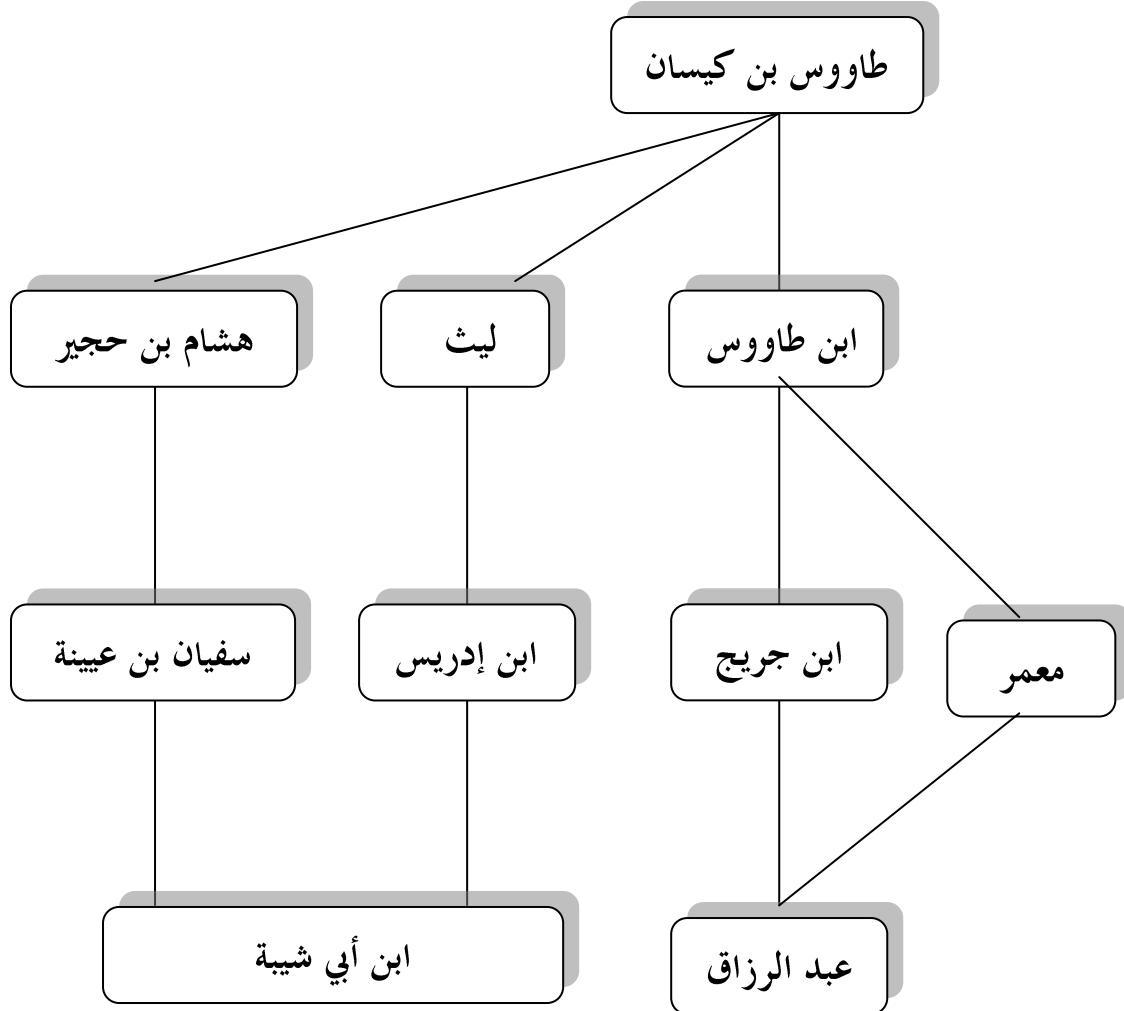 طاووس بن كيسان
ابن طاووس
ليث
هشام بن حجير
معمر
ابن جريج
ابن إدريس
سفيان بن عيينة
عبد الرزاق
ابن أبي شيبة